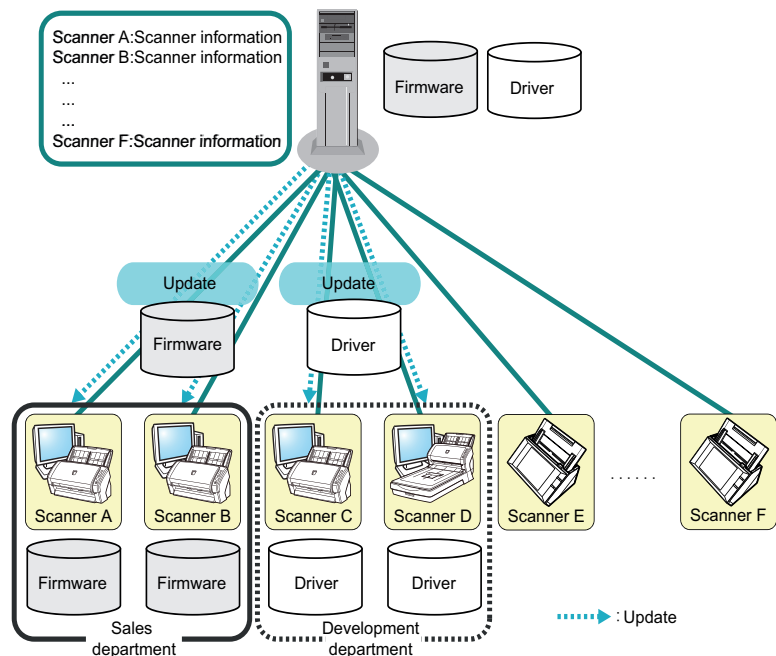 Scanner A:Scanner information
Scanner B:Scanner information
...
...
...
Scanner F:Scanner information
Firmware
Driver
Update
Update
Firmware
Driver
Scanner A
Scanner B
Scanner C
Scanner D
Scanner E
......
Scanner F
Firmware
Firmware
Driver
Driver
Sales
department
Development
department
: Update